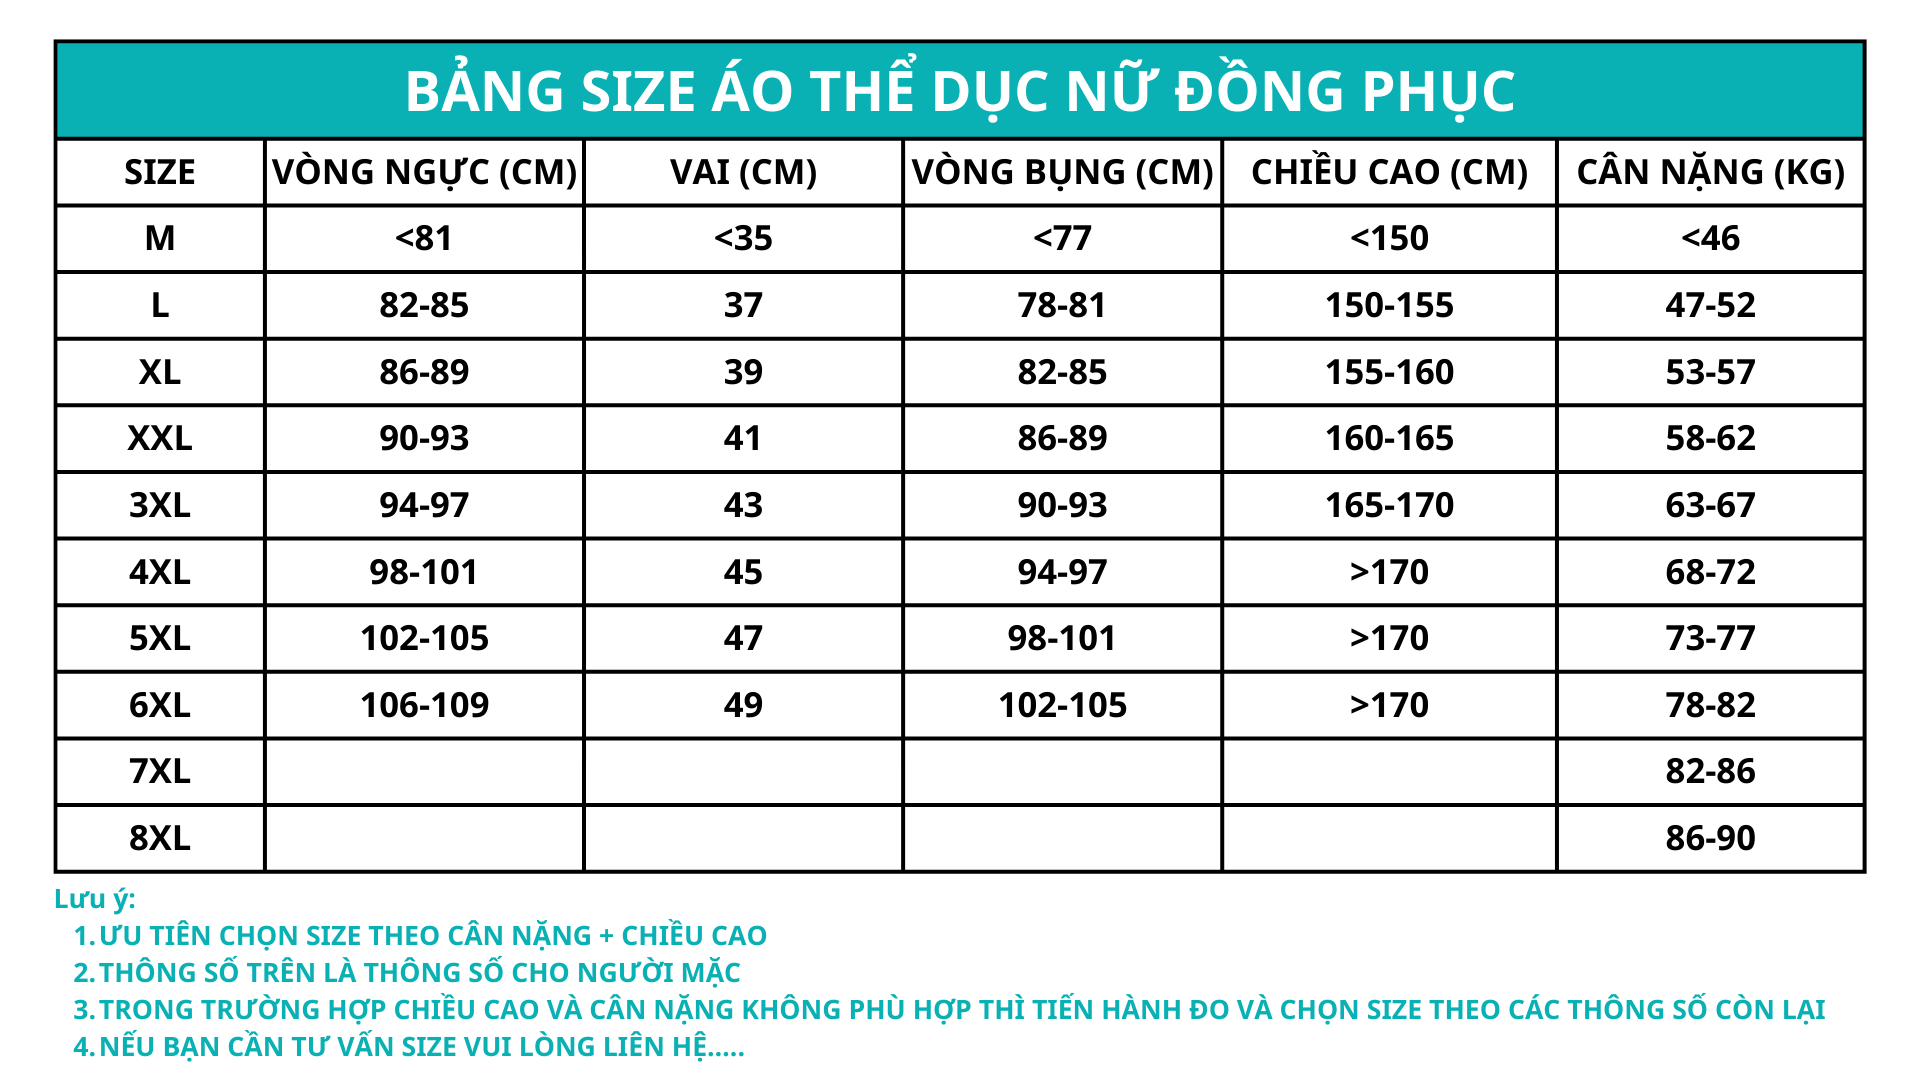 BẢNG SIZE ÁO THỂ DỤC NỮ ĐỒNG PHỤC
SIZE VÒNG NGỰC (CM) VAI (CM) VÒNG BỤNG (CM) CHIỀU CAO (CM) CÂN NẶNG (KG)
M <81 <35 <77 <150 <46
L 82-85 37 78-81 150-155 47-52
XL 86-89 39 82-85 155-160 53-57
XXL 90-93 41 86-89 160-165 58-62
3XL 94-97 43 90-93 165-170 63-67
4XL 98-101 45 94-97 >170 68-72
5XL 102-105 47 98-101 >170 73-77
6XL 106-109 49 102-105 >170 78-82
7XL 82-86
8XL 86-90
Lưu ý:
1. ƯU TIÊN CHỌN SIZE THEO CÂN NẶNG + CHIỀU CAO
2. THÔNG SỐ TRÊN LÀ THÔNG SỐ CHO NGƯỜI MẶC
3. TRONG TRƯỜNG HỢP CHIỀU CAO VÀ CÂN NẶNG KHÔNG PHÙ HỢP THÌ TIẾN HÀNH ĐO VÀ CHỌN SIZE THEO CÁC THÔNG SỐ CÒN LẠI
4. NẾU BẠN CẦN TƯ VẤN SIZE VUI LÒNG LIÊN HỆ.....